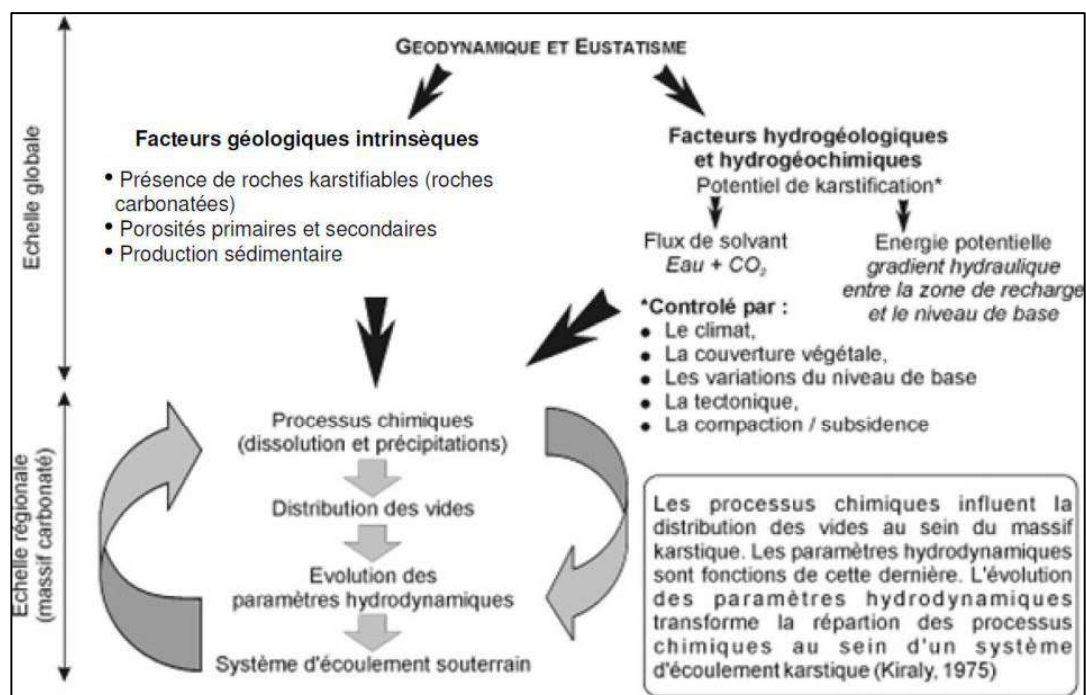 GEODYNAMIQUE ET EUSTATISME
Echelle globale
Facteurs géologiques intrinsèques
• Présence de roches karstifiables (roches
carbonatées)
• Porosités primaires et secondaires
• Production sédimentaire
Facteurs hydrogéologiques
et hydrogéochimiques
Potentiel de karstification*
Flux de solvant
Eau + CO₂
Energie potentielle
gradient hydraulique
entre la zone de recharge
et le niveau de base
*Controlé par :
● Le climat,
● La couverture végétale,
● Les variations du niveau de base
● La tectonique,
● La compaction / subsidence
Echelle régionale
(massif carbonaté)
Processus chimiques
(dissolution et précipitations)
Distribution des vides
Evolution des
paramètres hydrodynamiques
Système d'écoulement souterrain
Les processus chimiques influent la
distribution des vides au sein du massif
karstique. Les paramètres hydrodynamiques
sont fonctions de cette dernière. L'évolution
des paramètres hydrodynamiques
transforme la répartion des processus
chimiques au sein d'un système
d'écoulement karstique (Kiraly, 1975)